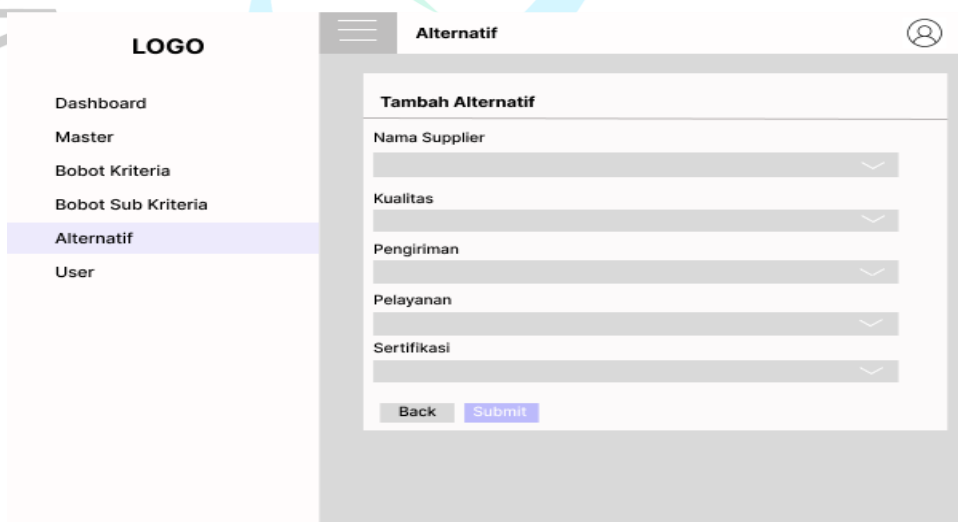 LOGO
Alternatif
Dashboard
Master
Bobot Kriteria
Bobot Sub Kriteria
Alternatif
User
Tambah Alternatif
Nama Supplier
Kualitas
Pengiriman
Pelayanan
Sertifikasi
Back Submit